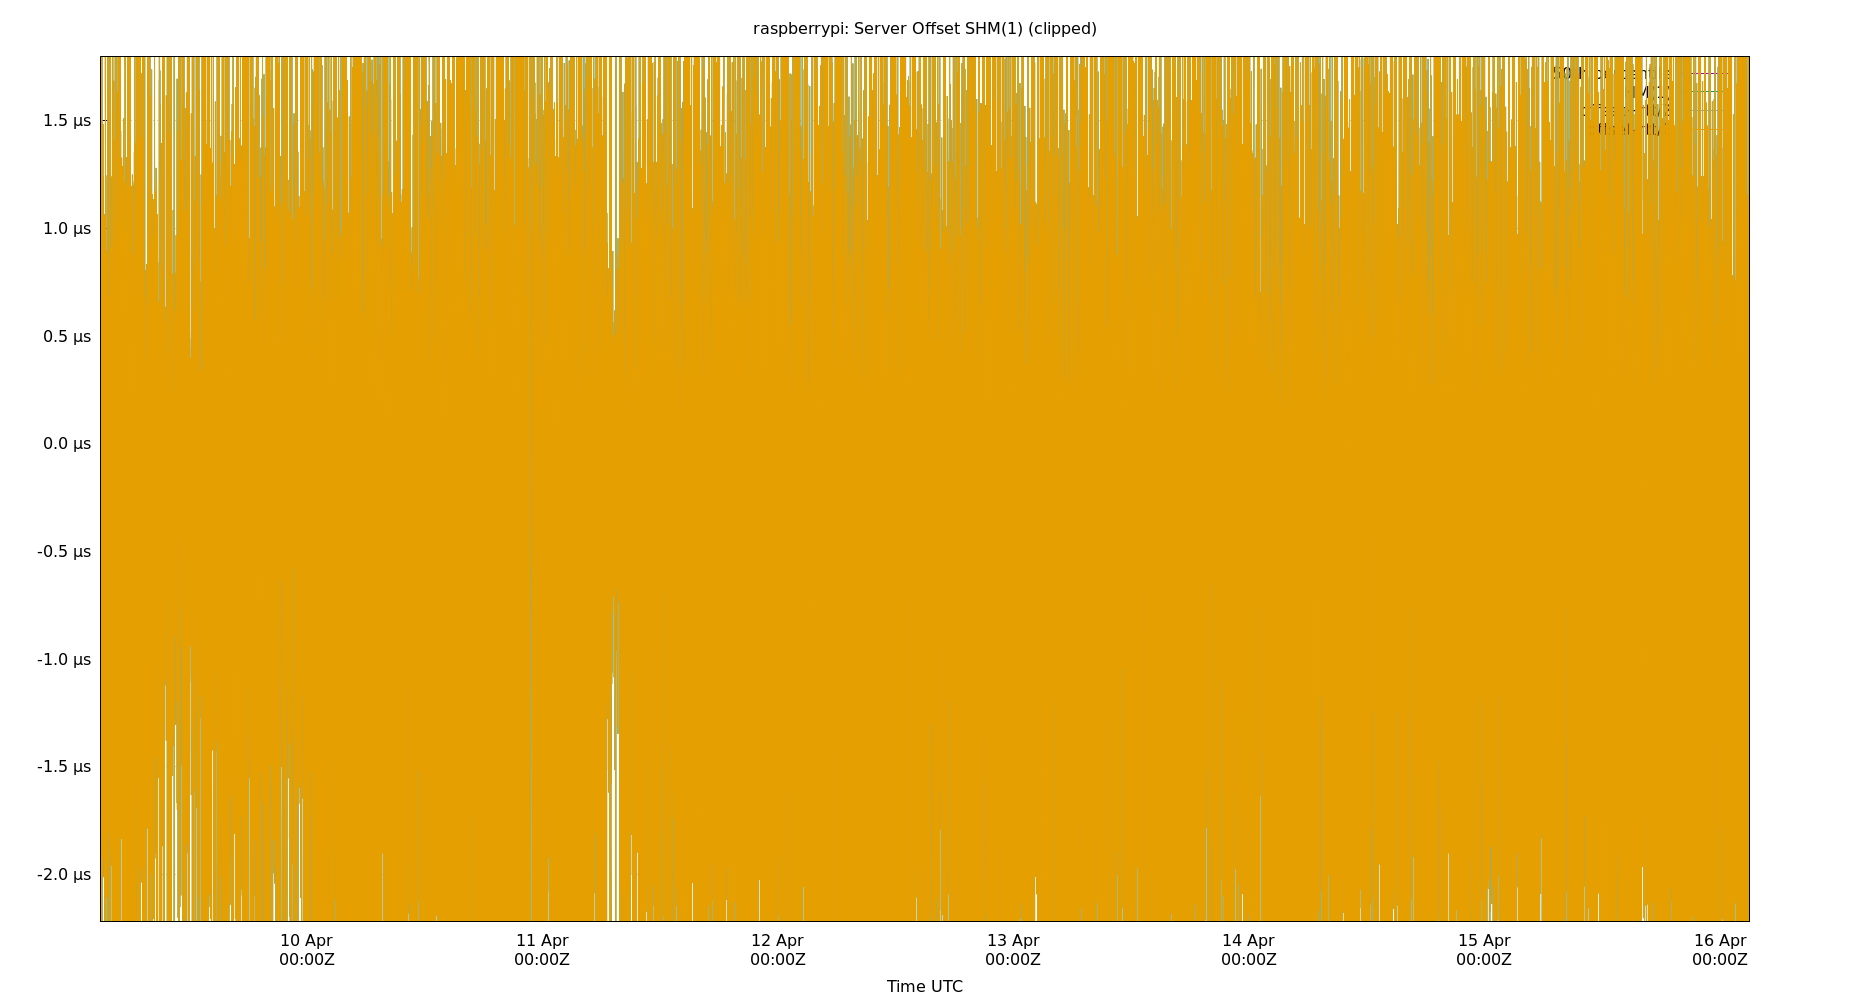 raspberrypi: Server Offset SHM(1) (clipped)
1.5 µs
1.0 µs
0.5 µs
0.0 µs
-0.5 µs
-1.0 µs
-1.5 µs
-2.0 µs
10 Apr 11 Apr 12 Apr 13 Apr 14 Apr 15 Apr 16 Apr
00:00Z 00:00Z 00:00Z 00:00Z 00:00Z 00:00Z 00:00Z
Time UTC